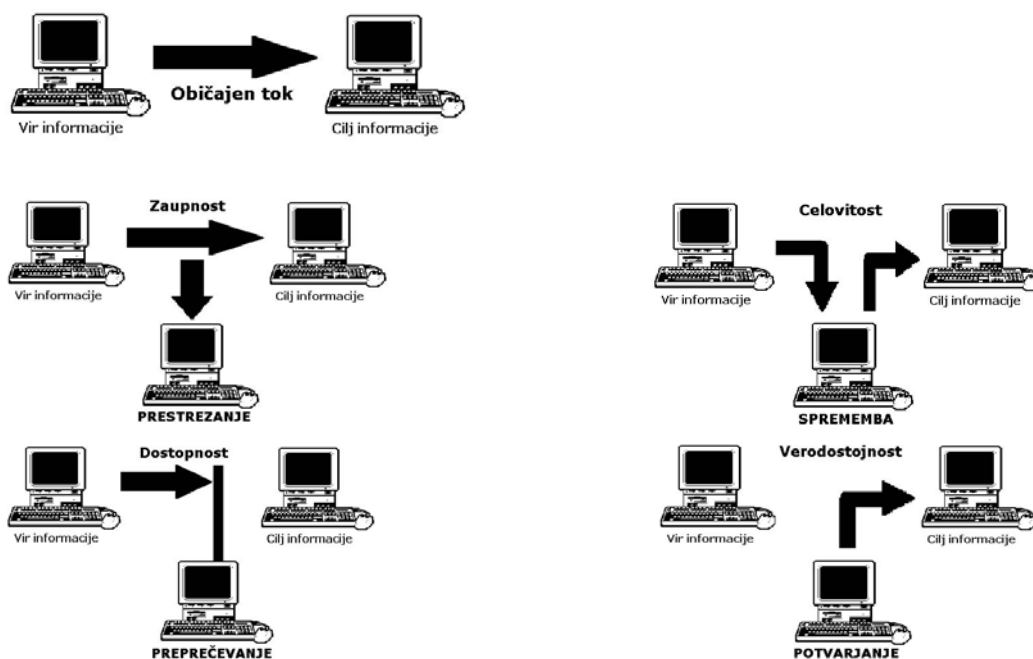 Običajen tok
Vir informacije
Cilj informacije
Zaupnost
Vir informacije
Cilj informacije
PRESTREZANJE
Celovitost
Vir informacije
Cilj informacije
SPREMEMBA
Dostopnost
Vir informacije
Cilj informacije
PREPREČEVANJE
Verodostojnost
Vir informacije
Cilj informacije
POTVARJANJE